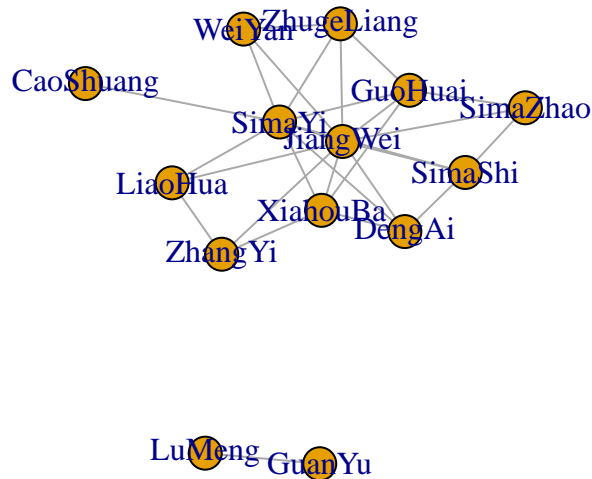 WeiYan
ZhugeLiang
CaoShuang
GuoHuai
SimaZhao
SimaYi
JiangWei
LiaoHua
SimaShi
XiahouBa
DengAi
ZhangYi
LuMeng
GuanYu